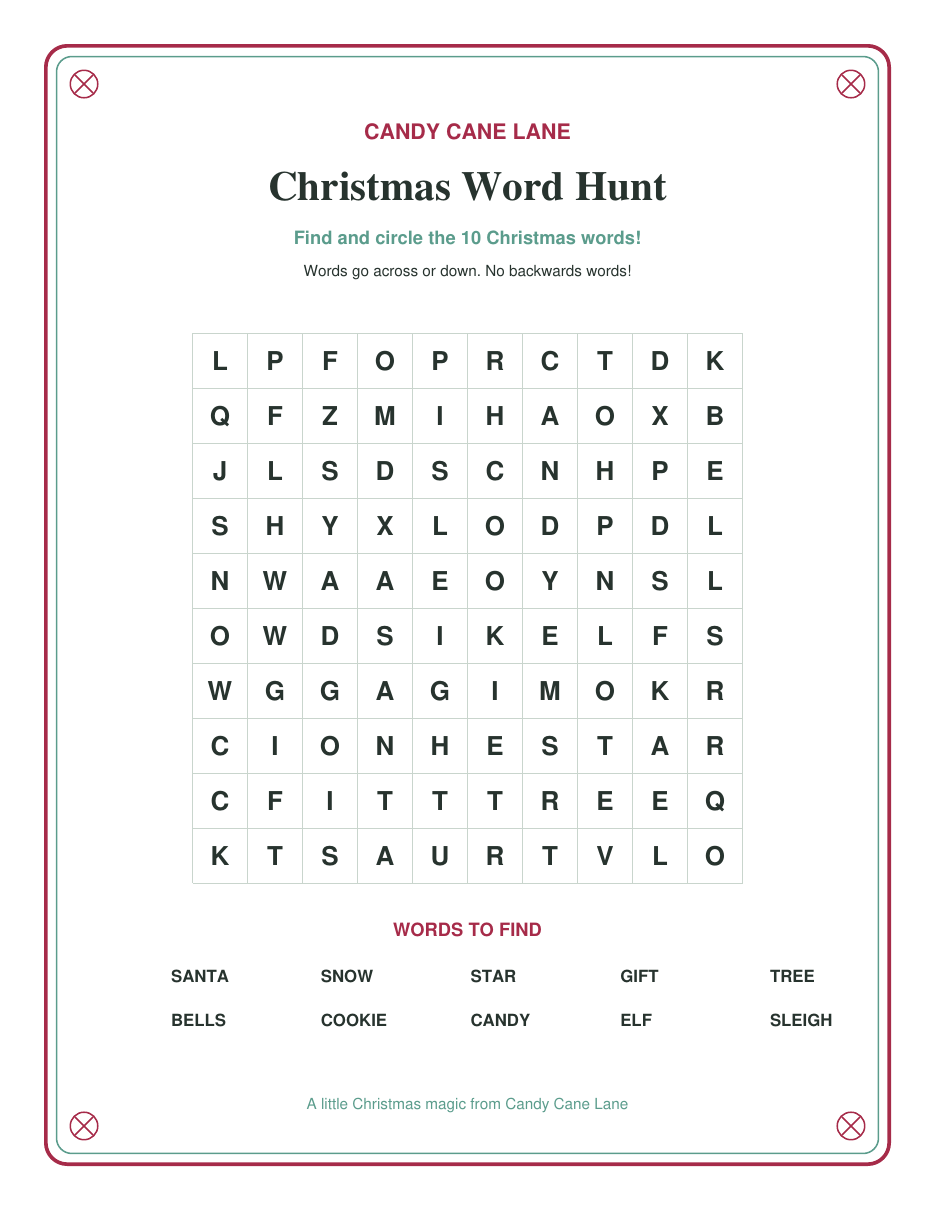 CANDY CANE LANE
Christmas Word Hunt
Find and circle the 10 Christmas words!
Words go across or down. No backwards words!
L P F O P R C T D K
Q F Z M I H A O X B
J L S D S C N H P E
S H Y X L O D P D L
N W A A E O Y N S L
O W D S I K E L F S
W G G A G I M O K R
C I O N H E S T A R
C F I T T T R E E Q
K T S A U R T V L O
WORDS TO FIND
SANTA SNOW STAR GIFT TREE
BELLS COOKIE CANDY ELF SLEIGH
A little Christmas magic from Candy Cane Lane